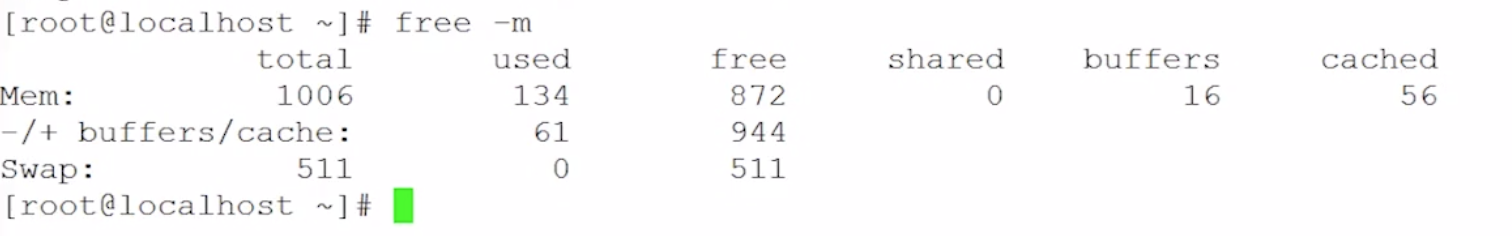 [root@localhost ~]# free -m
total used free shared buffers cached
Mem: 1006 134 872 0 16 56
-/+ buffers/cache: 61 944
Swap: 511 0 511
[root@localhost ~]#